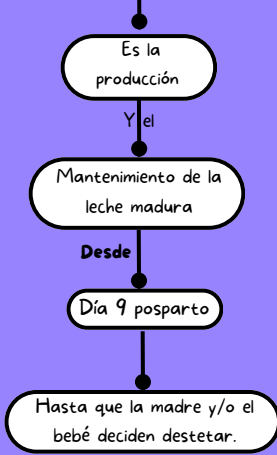 Es la
producción
Y el
Mantenimiento de la
leche madura
Desde
Día 9 posparto
Hasta que la madre y/o el
bebé deciden destetar.